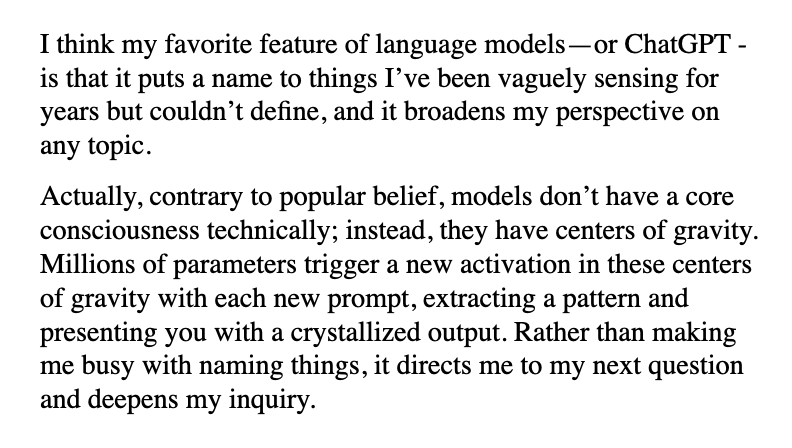 I think my favorite feature of language models—or ChatGPT -
is that it puts a name to things I’ve been vaguely sensing for
years but couldn’t define, and it broadens my perspective on
any topic.
Actually, contrary to popular belief, models don’t have a core
consciousness technically; instead, they have centers of gravity.
Millions of parameters trigger a new activation in these centers
of gravity with each new prompt, extracting a pattern and
presenting you with a crystallized output. Rather than making
me busy with naming things, it directs me to my next question
and deepens my inquiry.